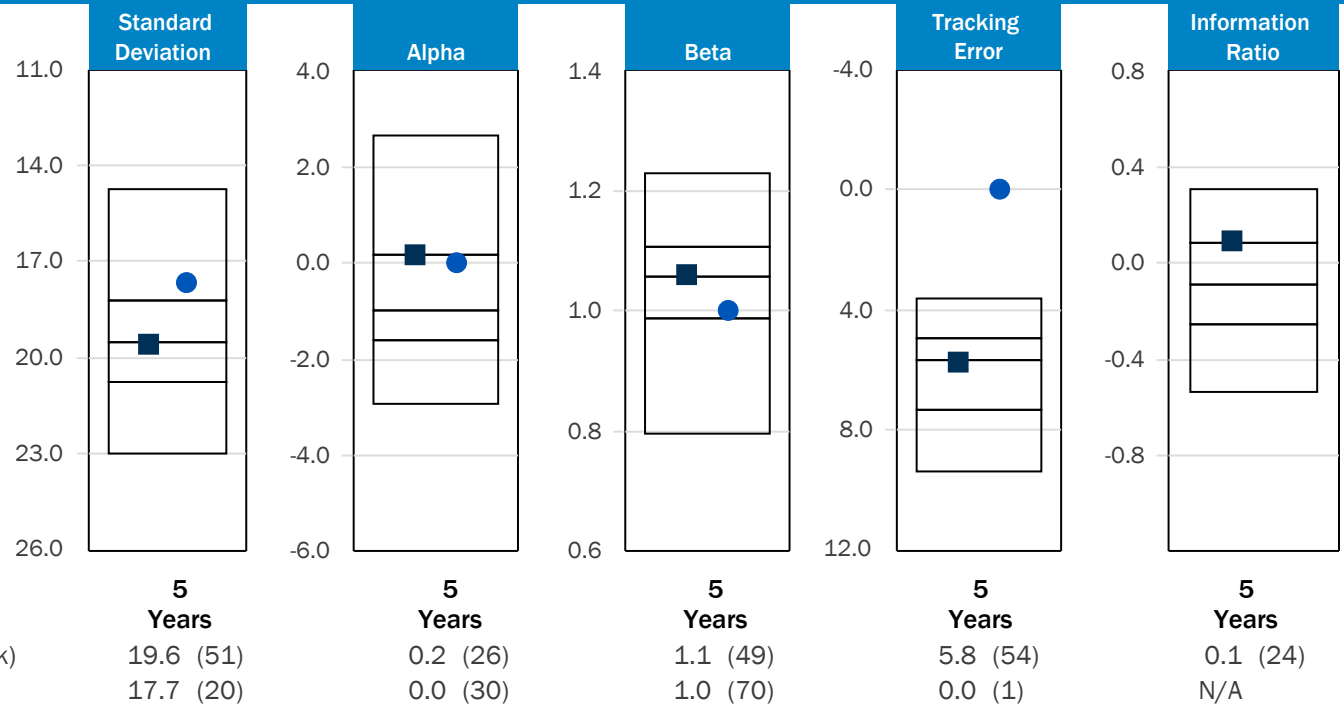 Standard
Deviation
Alpha
Beta
Tracking
Error
Information
Ratio
11.0
14.0
17.0
20.0
23.0
26.0
4.0
2.0
0.0
-2.0
-4.0
-6.0
1.4
1.2
1.0
0.8
0.6
-4.0
0.0
4.0
8.0
12.0
0.8
0.4
0.0
-0.4
-0.8
5 5 5 5 5
Years Years Years Years Years
k) 19.6 (51) 0.2 (26) 1.1 (49) 5.8 (54) 0.1 (24)
17.7 (20) 0.0 (30) 1.0 (70) 0.0 (1) N/A